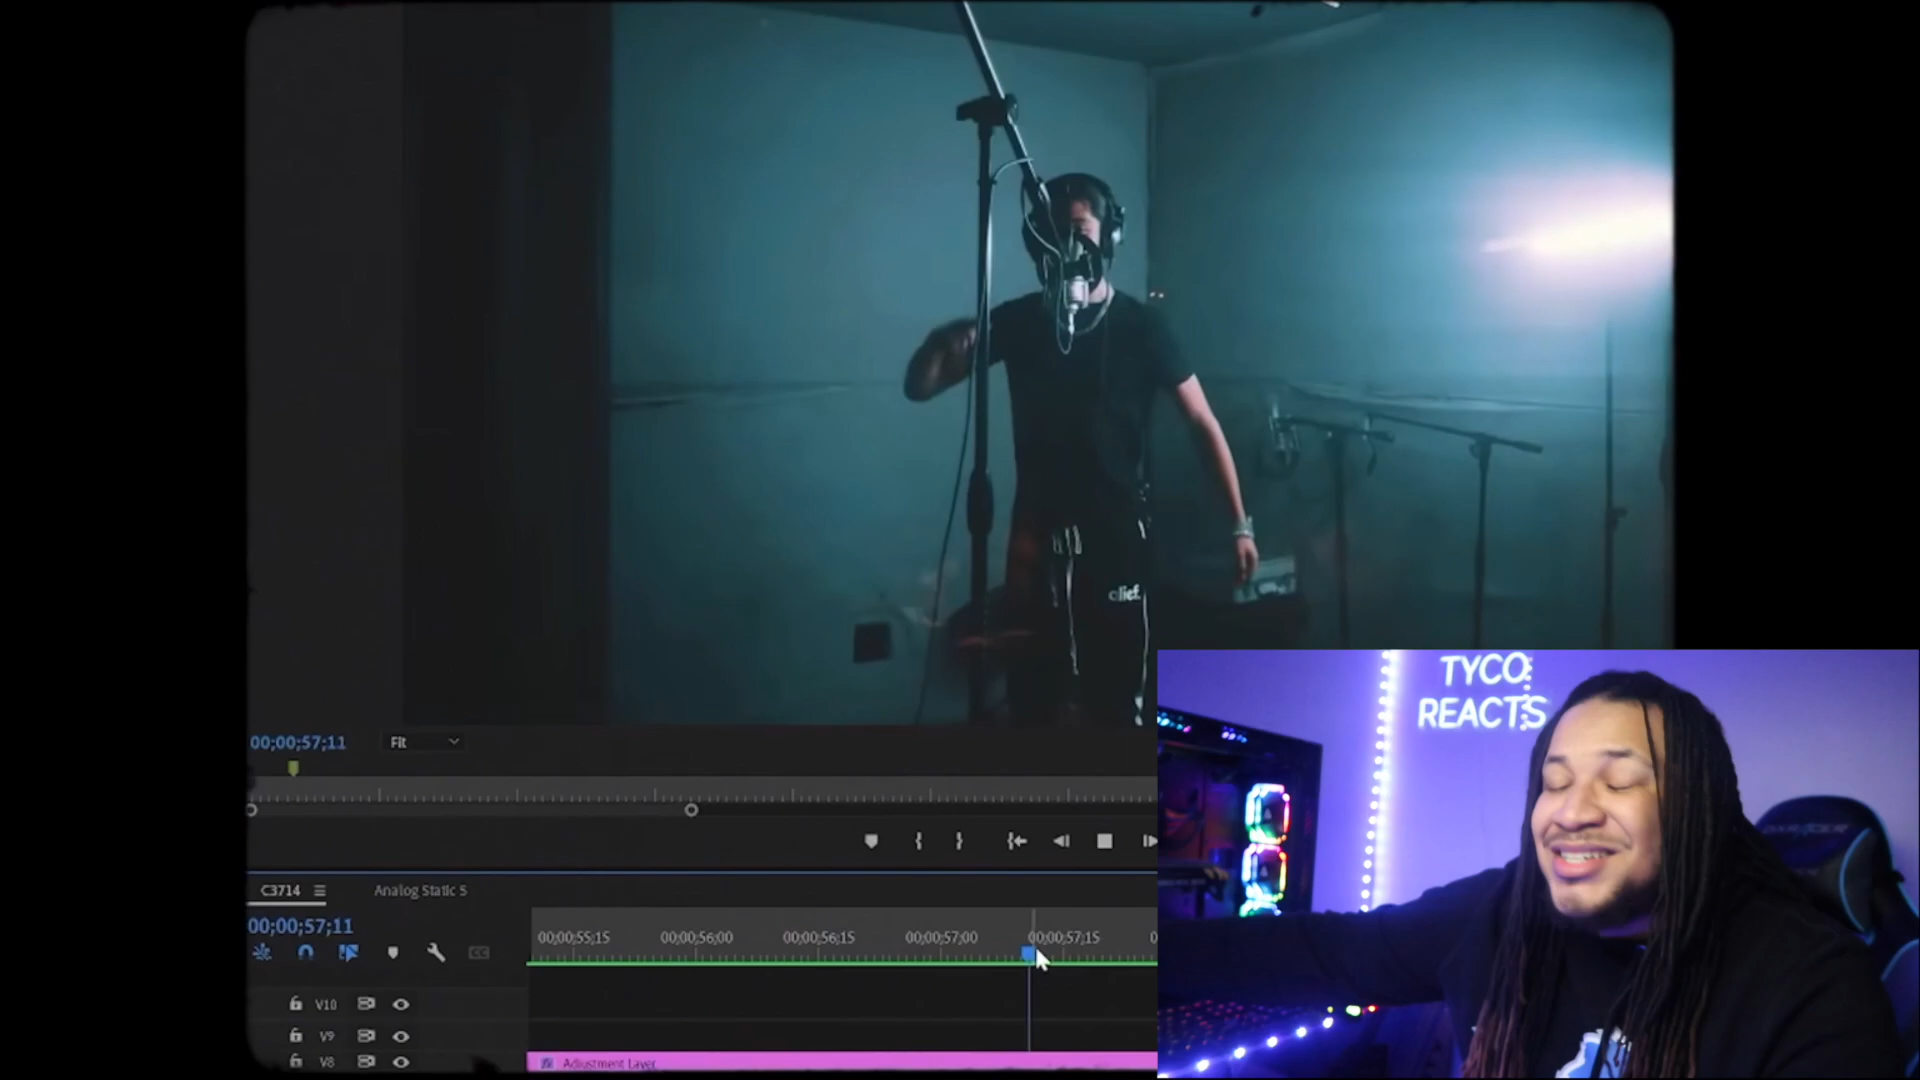 TYCO
REACTS
clief.
00;00;57;11
Fit
C3714
Analog Static 5
00;00;57;11
00;00;55;15
00;00;56;00
00;00;56;15
00;00;57;00
00;00;57;15
V10
V9
V8
Adjustment Layer